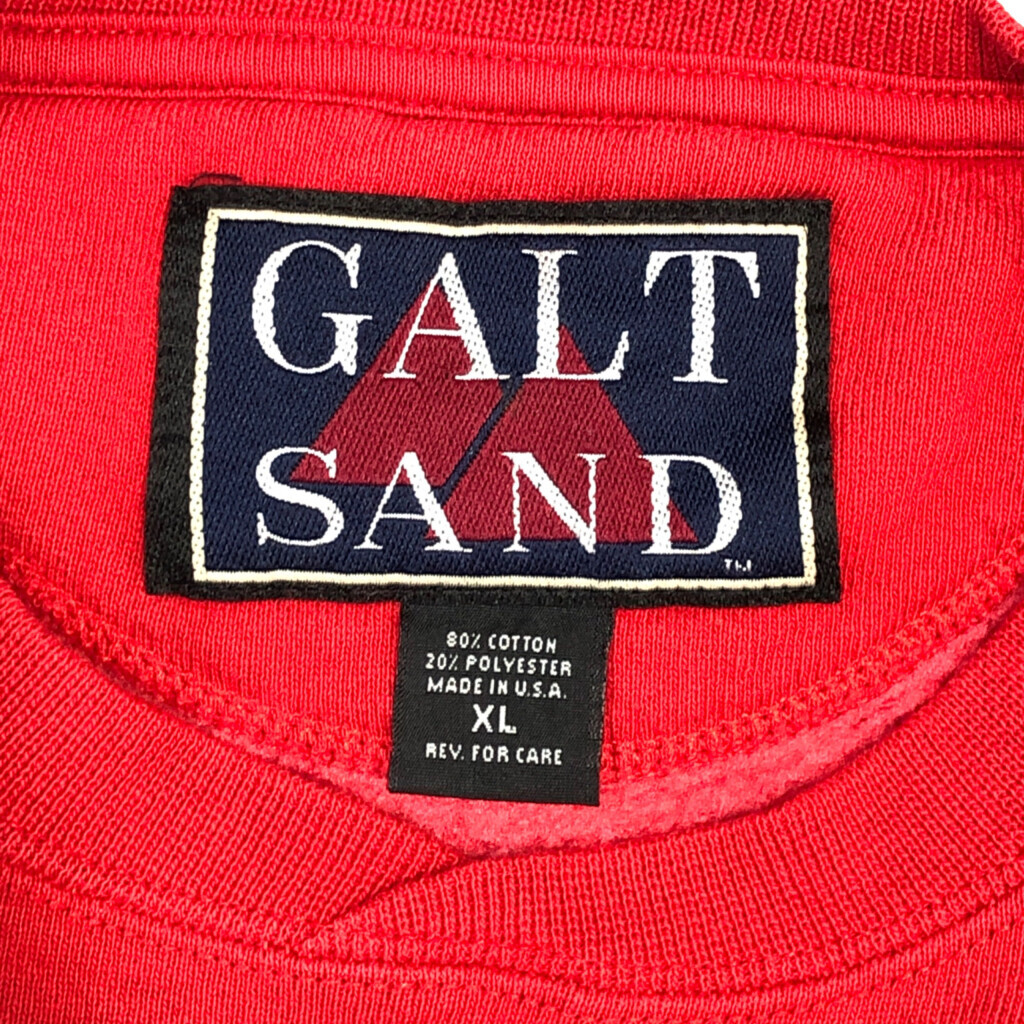 GALT
SAND
TM
80% COTTON
20% POLYESTER
MADE IN U.S.A.
XL
REV. FOR CARE